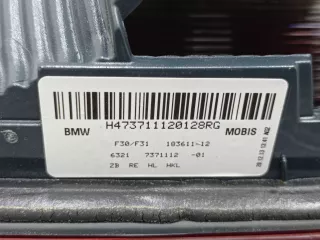 H473711120128RG
BMW MOBIS
F30/F31 103611-12
6321 7371112 -01
ZB RE HL HKL